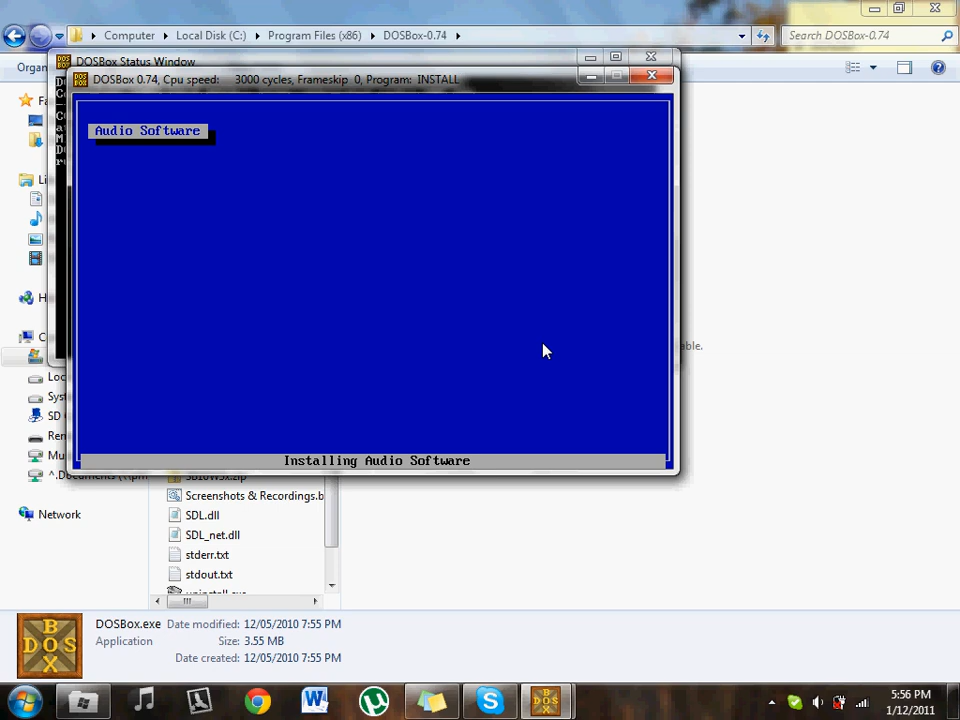 Computer
Local Disk (C:)
Program Files (x86)
DOSBox-0.74
Search DOSBox-0.74
Organ
DOSBox Status Window
DOSBox 0.74, Cpu speed: 3000 cycles, Frameskip 0, Program: INSTALL
Audio Software
able.
Installing Audio Software
Network
Screenshots & Recordings.b
SDL.dll
SDL_net.dll
stderr.txt
stdout.txt
DOSBox.exe Date modified: 12/05/2010 7:55 PM
Application Size: 3.55 MB
Date created: 12/05/2010 7:55 PM
5:56 PM
1/12/2011